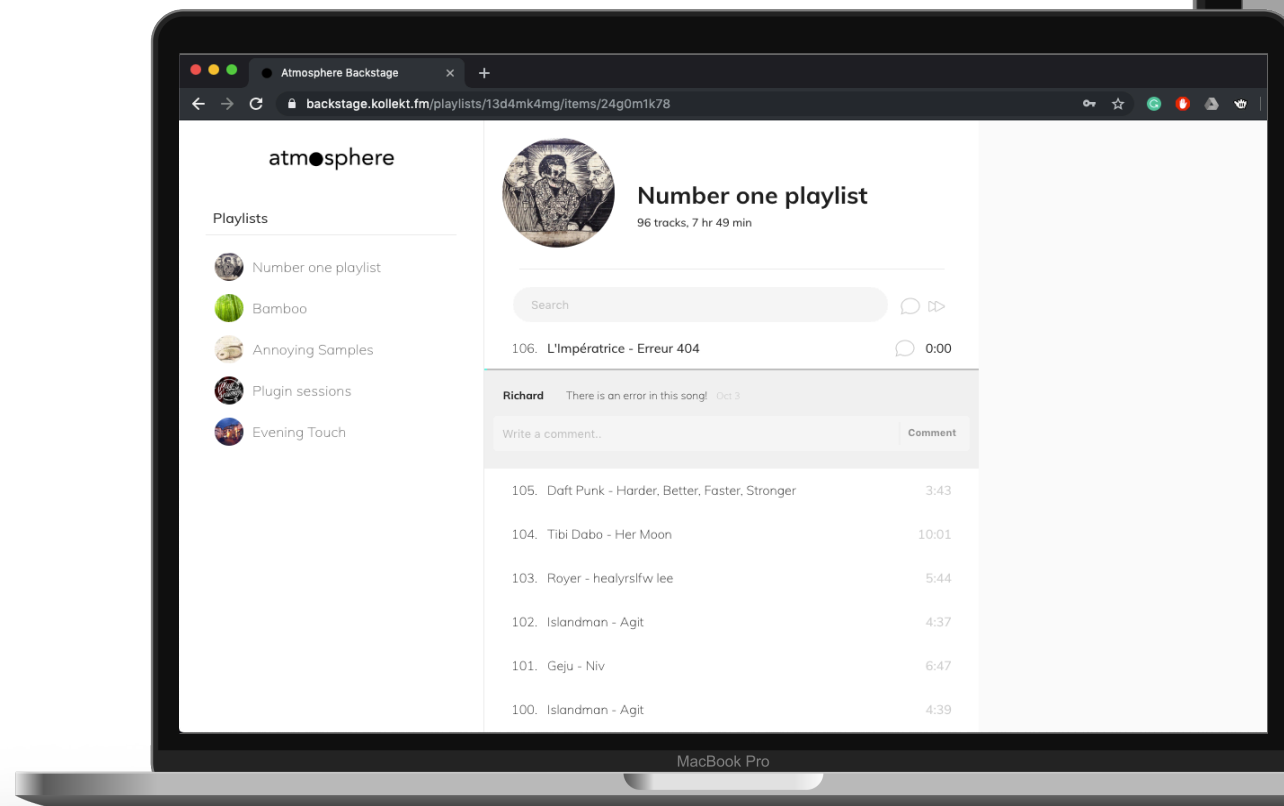 Atmosphere Backstage
backstage.kollekt.fm/playlists/13d4mk4mg/items/24g0m1k78
atmosphere
Playlists
Number one playlist
Bamboo
Annoying Samples
Plugin sessions
Evening Touch
Number one playlist
96 tracks, 7 hr 49 min
Search
106. L'Impératrice - Erreur 404 0:00
Richard There is an error in this song! Oct 3
Write a comment.. Comment
105. Daft Punk - Harder, Better, Faster, Stronger 3:43
104. Tibi Dabo - Her Moon 10:01
103. Royer - healyrslfw lee 5:44
102. Islandman - Agit 4:37
101. Geju - Niv 6:47
100. Islandman - Agit 4:39
MacBook Pro